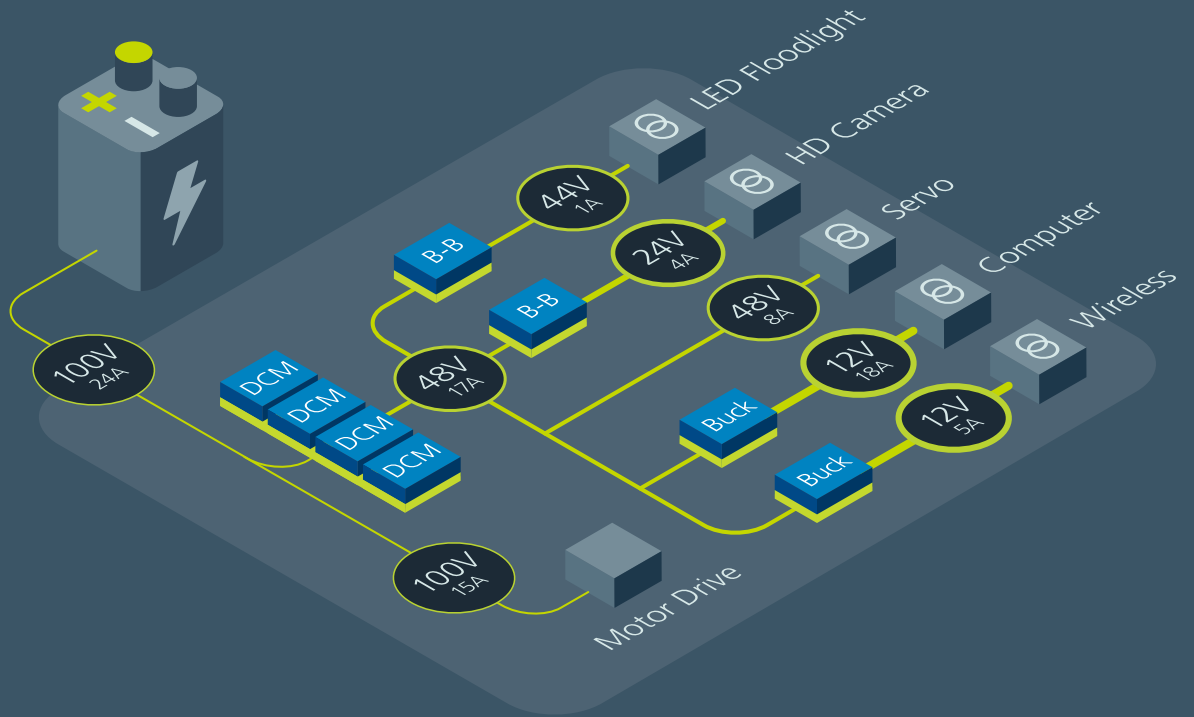 LED Floodlight
HD Camera
Servo
Computer
Wireless
44V
1A
24V
4A
48V
8A
12V
18A
12V
5A
B-B
B-B
48V
17A
100V
24A
DCM
DCM
DCM
DCM
Buck
Buck
100V
15A
Motor Drive